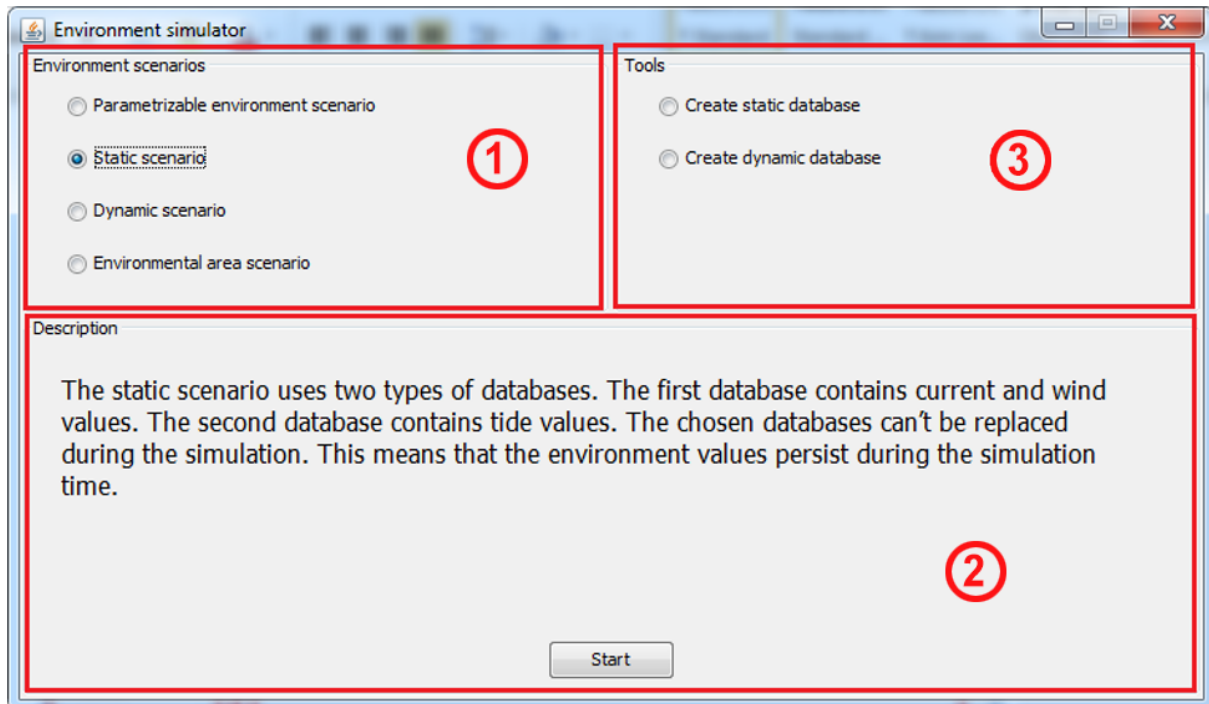 Environment simulator
Environment scenarios
Parametrizable environment scenario
Static scenario
Dynamic scenario
Environmental area scenario
1
Tools
Create static database
Create dynamic database
3
Description
The static scenario uses two types of databases. The first database contains current and wind
values. The second database contains tide values. The chosen databases can't be replaced
during the simulation. This means that the environment values persist during the simulation
time.
2
Start